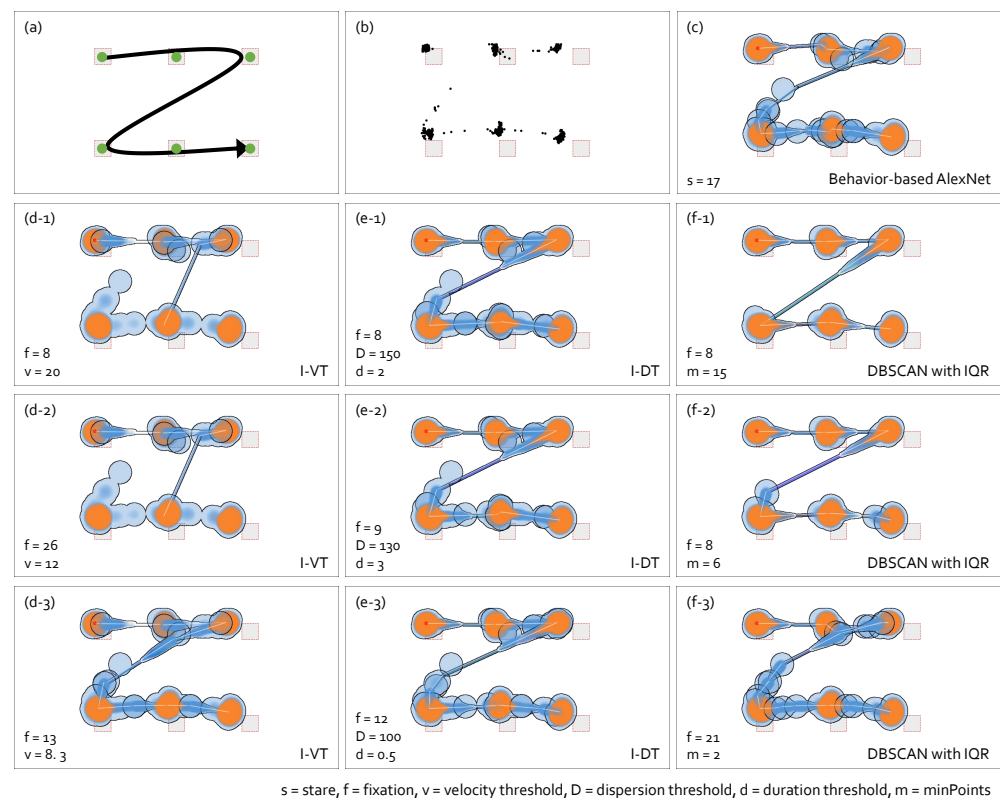 (a)
(b)
(c)
s = 17
Behavior-based AlexNet
(d-1)
f = 8
v = 20
I-VT
(e-1)
f = 8
D = 150
d = 2
I-DT
(f-1)
f = 8
m = 15
DBSCAN with IQR
(d-2)
f = 26
v = 12
I-VT
(e-2)
f = 9
D = 130
d = 3
I-DT
(f-2)
f = 8
m = 6
DBSCAN with IQR
(d-3)
f = 13
v = 8. 3
I-VT
(e-3)
f = 12
D = 100
d = 0.5
I-DT
(f-3)
f = 21
m = 2
DBSCAN with IQR
s = stare, f = fixation, v = velocity threshold, D = dispersion threshold, d = duration threshold, m = minPoints